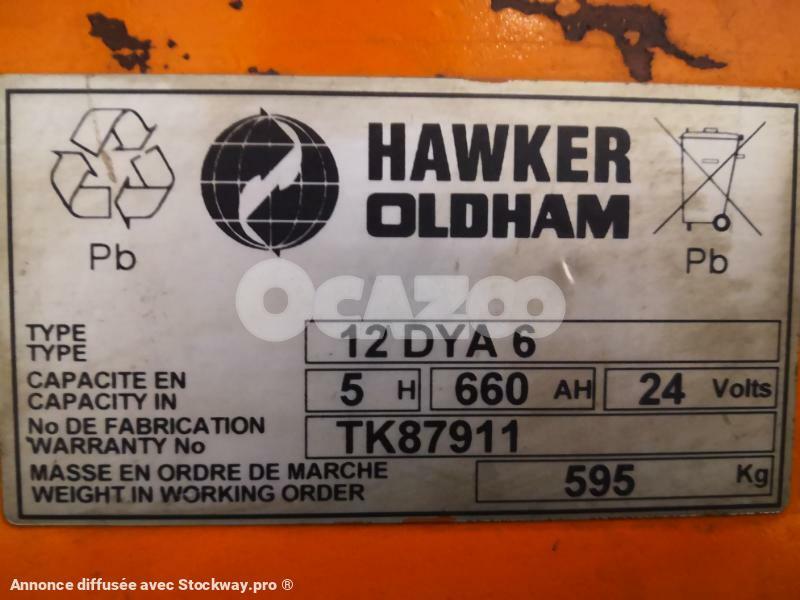 HAWKER
OLDHAM
Pb
Pb
OCAZOO
TYPE
TYPE
12 DYA 6
CAPACITE EN
CAPACITY IN
5 H 660 AH 24 Volts
No DE FABRICATION
WARRANTY No
TK87911
MASSE EN ORDRE DE MARCHE
WEIGHT IN WORKING ORDER
595 Kg
Annonce diffusée avec Stockway.pro ®